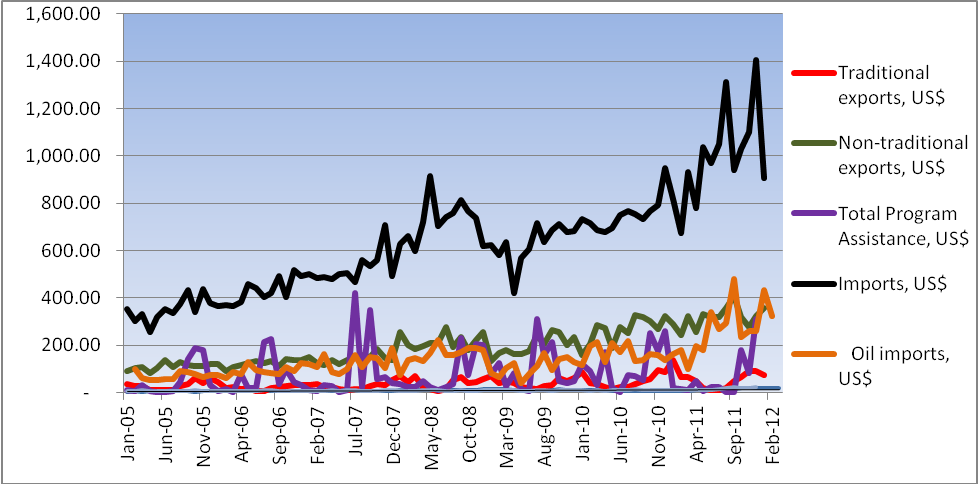 1,600.00
1,400.00
1,200.00
1,000.00
800.00
600.00
400.00
200.00
-
Jan-05
Jun-05
Nov-05
Apr-06
Sep-06
Feb-07
Jul-07
Dec-07
May-08
Oct-08
Mar-09
Aug-09
Jan-10
Jun-10
Nov-10
Apr-11
Sep-11
Feb-12
Traditional
exports, US$
Non-traditional
exports, US$
Total Program
Assistance, US$
Imports, US$
Oil imports,
US$